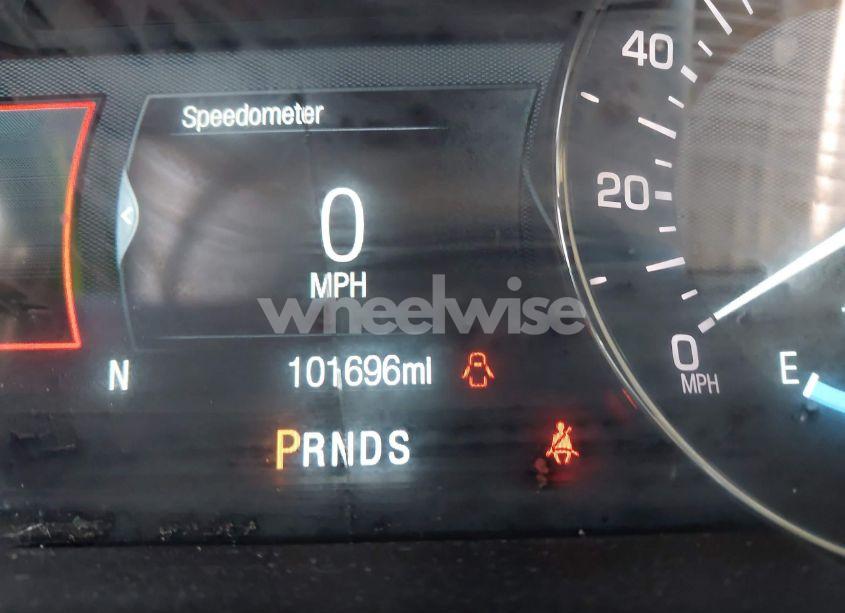 Speedometer
0
MPH
wheelwise
N
101696mi
PRNDS
40
20
0
MPH
E